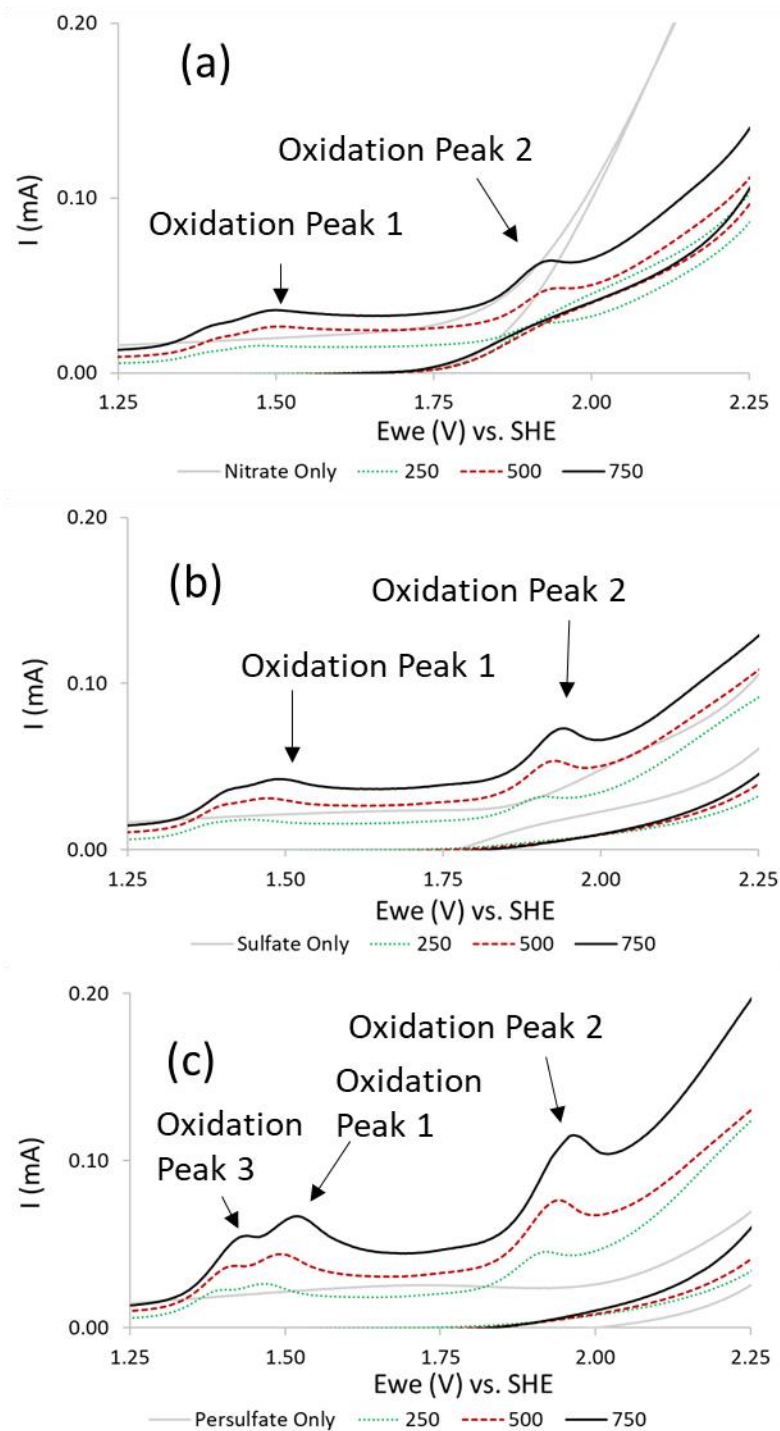 (a)
0.20
Oxidation Peak 2
Oxidation Peak 1
0.10
I (mA)
0.00
1.25 1.50 1.75 2.00 2.25
Ewe (V) vs. SHE
Nitrate Only 250 500 750
0.20
(b)
Oxidation Peak 2
Oxidation Peak 1
0.10
I (mA)
0.00
1.25 1.50 1.75 2.00 2.25
Ewe (V) vs. SHE
Sulfate Only 250 500 750
0.20
Oxidation Peak 2
(c)
Oxidation
Peak 1
Oxidation
Peak 3
0.10
I (mA)
0.00
1.25 1.50 1.75 2.00 2.25
Ewe (V) vs. SHE
Persulfate Only 250 500 750